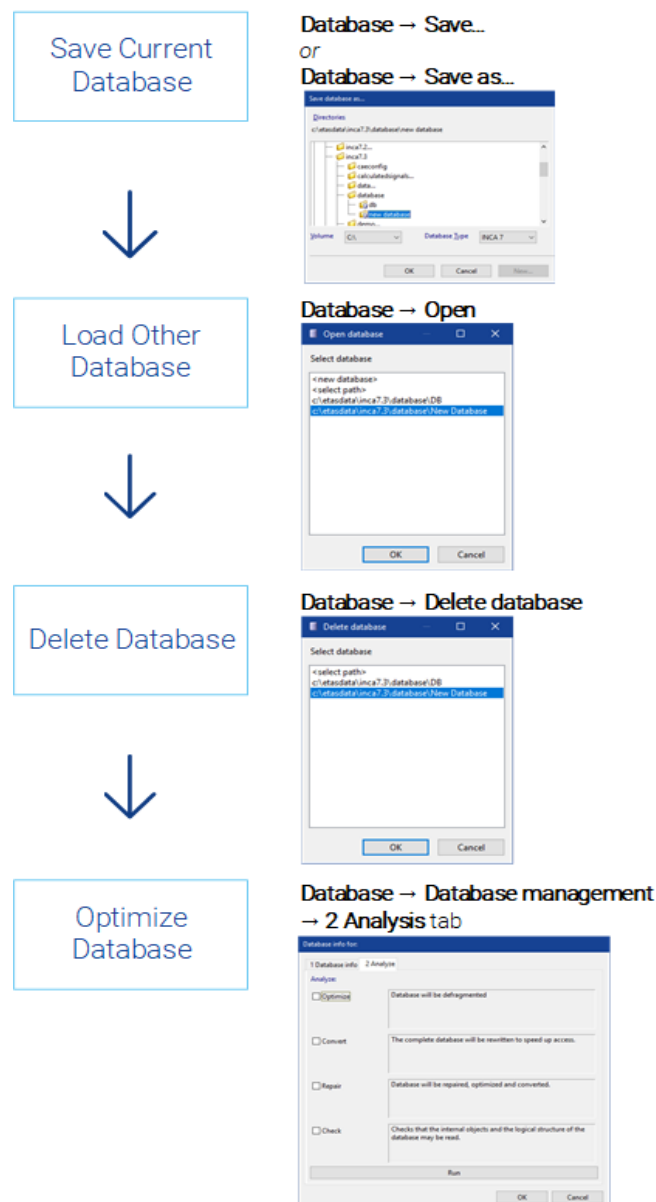 Save Current
Database
Database → Save...
or
Database → Save as...
Save database as...
Directories
c:\etasdata\inca7.3\database\new database
inca7.2...
inca7.3
caeconfig
calculatedsignals...
data...
database
db
new database
demo...
Volume C:\ Database Type INCA 7
OK Cancel New...
Load Other
Database
Database → Open
Open database
Select database
<new database>
<select path>
c:\etasdata\inca7.3\database\DB
c:\etasdata\inca7.3\database\New Database
OK Cancel
Delete Database
Database → Delete database
Delete database
Select database
<select path>
c:\etasdata\inca7.3\database\DB
c:\etasdata\inca7.3\database\New Database
OK Cancel
Optimize
Database
Database → Database management
→ 2 Analysis tab
Database info for:
1 Database info 2 Analyze
Analyze:
Optimize Database will be defragmented
Convert The complete database will be rewritten to speed up access.
Repair Database will be repaired, optimized and converted.
Check Checks that the internal objects and the logical structure of the
database may be read.
Run
OK Cancel